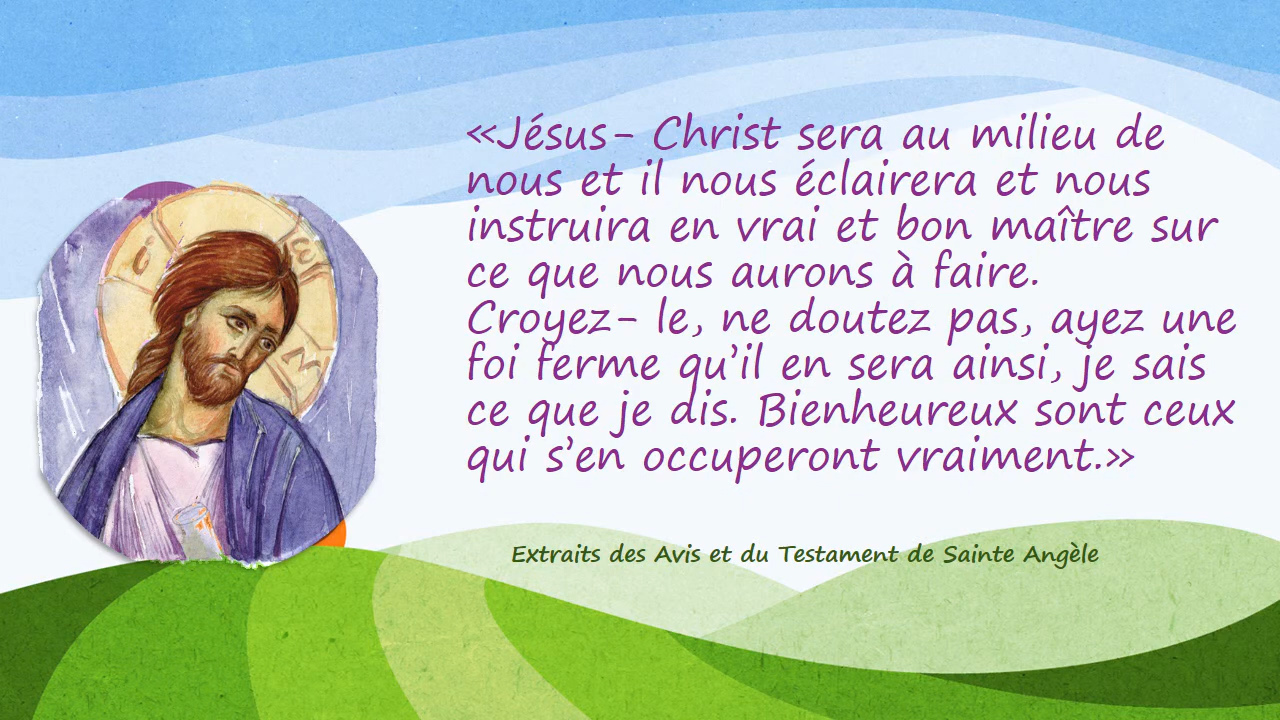 «Jésus- Christ sera au milieu de
nous et il nous éclairera et nous
instruira en vrai et bon maître sur
ce que nous aurons à faire.
Croyez- le, ne doutez pas, ayez une
foi ferme qu’il en sera ainsi, je sais
ce que je dis. Bienheureux sont ceux
qui s’en occuperont vraiment.»
Extraits des Avis et du Testament de Sainte Angèle